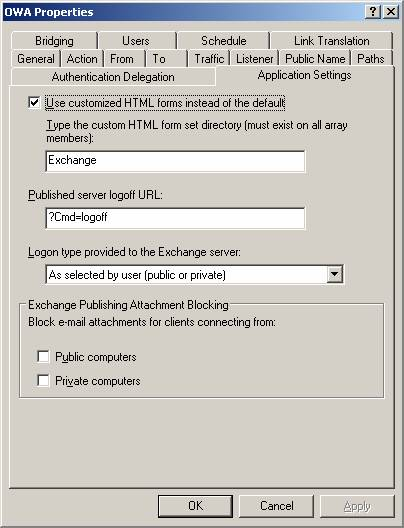 OWA Properties
Bridging Users Schedule Link Translation
General Action From To Traffic Listener Public Name Paths
Authentication Delegation Application Settings
Use customized HTML forms instead of the default
Type the custom HTML form set directory (must exist on all array
members):
Exchange
Published server logoff URL:
?Cmd=logoff
Logon type provided to the Exchange server:
As selected by user (public or private)
Exchange Publishing Attachment Blocking
Block e-mail attachments for clients connecting from:
Public computers
Private computers
OK Cancel Apply